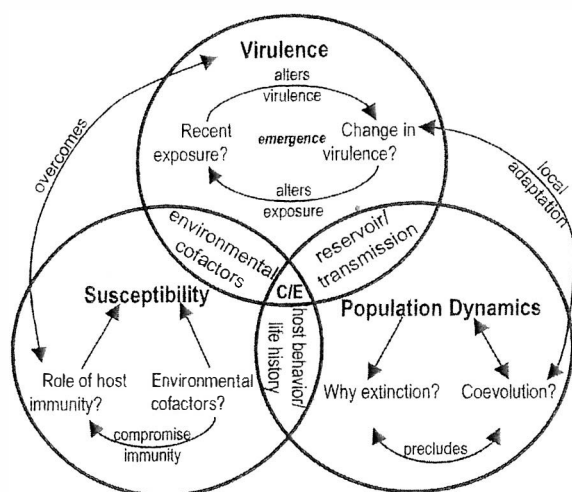 Virulence
alters
virulence
Recent
exposure?
emergence
Change in
virulence?
alters
exposure
overcomes
local
adaptation
environmental
cofactors
reservoir/
transmission
C/E
host behavior/
life history
Susceptibility
Role of host
immunity?
Environmental
cofactors?
compromise
immunity
Population Dynamics
Why extinction?
Coevolution?
precludes